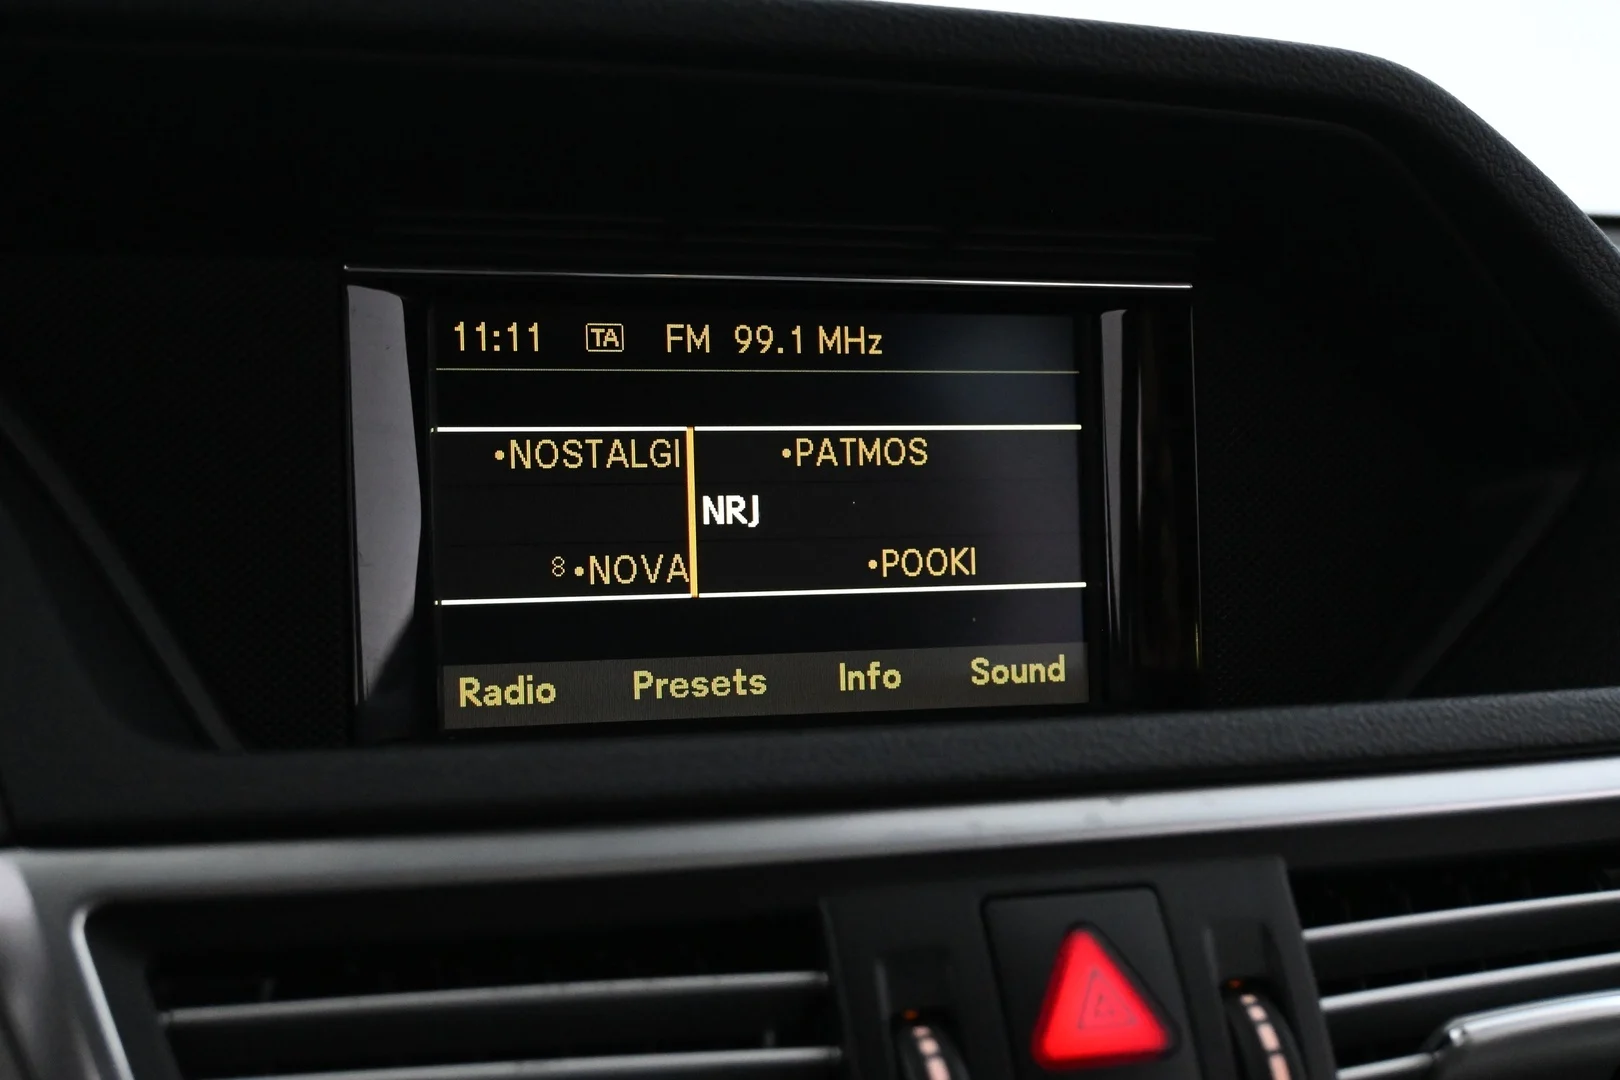 11:11 TA FM 99.1 MHz
•NOSTALGI •PATMOS
NRJ
8 •NOVA •POOKI
Radio Presets Info Sound